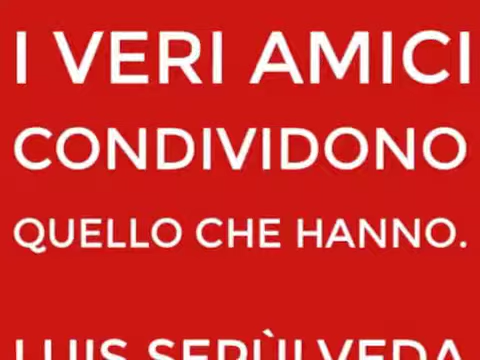 I VERI AMICI
CONDIVIDONO
QUELLO CHE HANNO.
LUIS SEPÙLVEDA